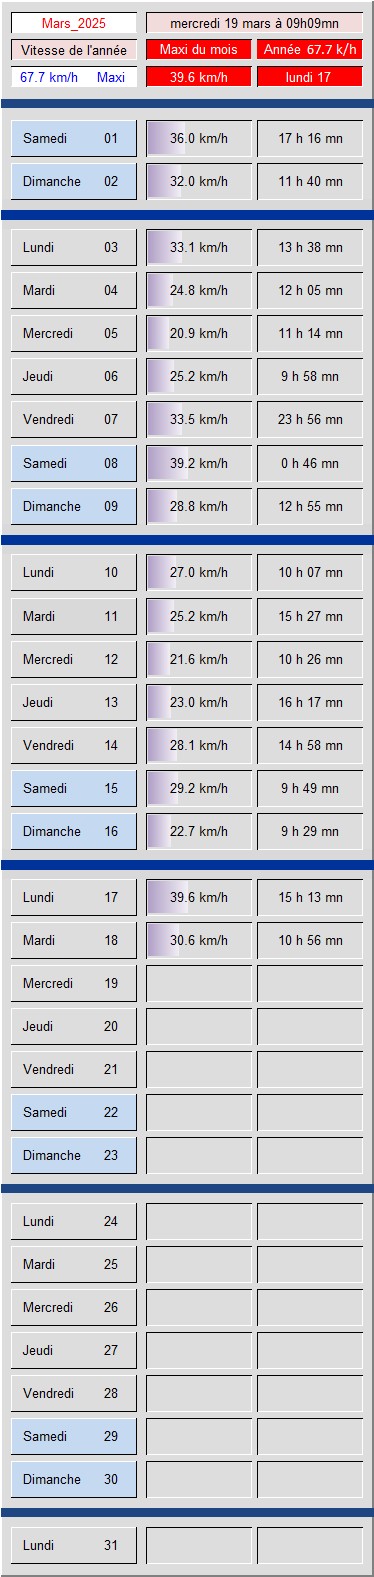 Mars_2025 mercredi 19 mars à 09h09mn
Vitesse de l'année Maxi du mois Année 67.7 k/h
67.7 km/h Maxi 39.6 km/h lundi 17
Samedi 01 36.0 km/h 17 h 16 mn
Dimanche 02 32.0 km/h 11 h 40 mn
Lundi 03 33.1 km/h 13 h 38 mn
Mardi 04 24.8 km/h 12 h 05 mn
Mercredi 05 20.9 km/h 11 h 14 mn
Jeudi 06 25.2 km/h 9 h 58 mn
Vendredi 07 33.5 km/h 23 h 56 mn
Samedi 08 39.2 km/h 0 h 46 mn
Dimanche 09 28.8 km/h 12 h 55 mn
Lundi 10 27.0 km/h 10 h 07 mn
Mardi 11 25.2 km/h 15 h 27 mn
Mercredi 12 21.6 km/h 10 h 26 mn
Jeudi 13 23.0 km/h 16 h 17 mn
Vendredi 14 28.1 km/h 14 h 58 mn
Samedi 15 29.2 km/h 9 h 49 mn
Dimanche 16 22.7 km/h 9 h 29 mn
Lundi 17 39.6 km/h 15 h 13 mn
Mardi 18 30.6 km/h 10 h 56 mn
Mercredi 19
Jeudi 20
Vendredi 21
Samedi 22
Dimanche 23
Lundi 24
Mardi 25
Mercredi 26
Jeudi 27
Vendredi 28
Samedi 29
Dimanche 30
Lundi 31